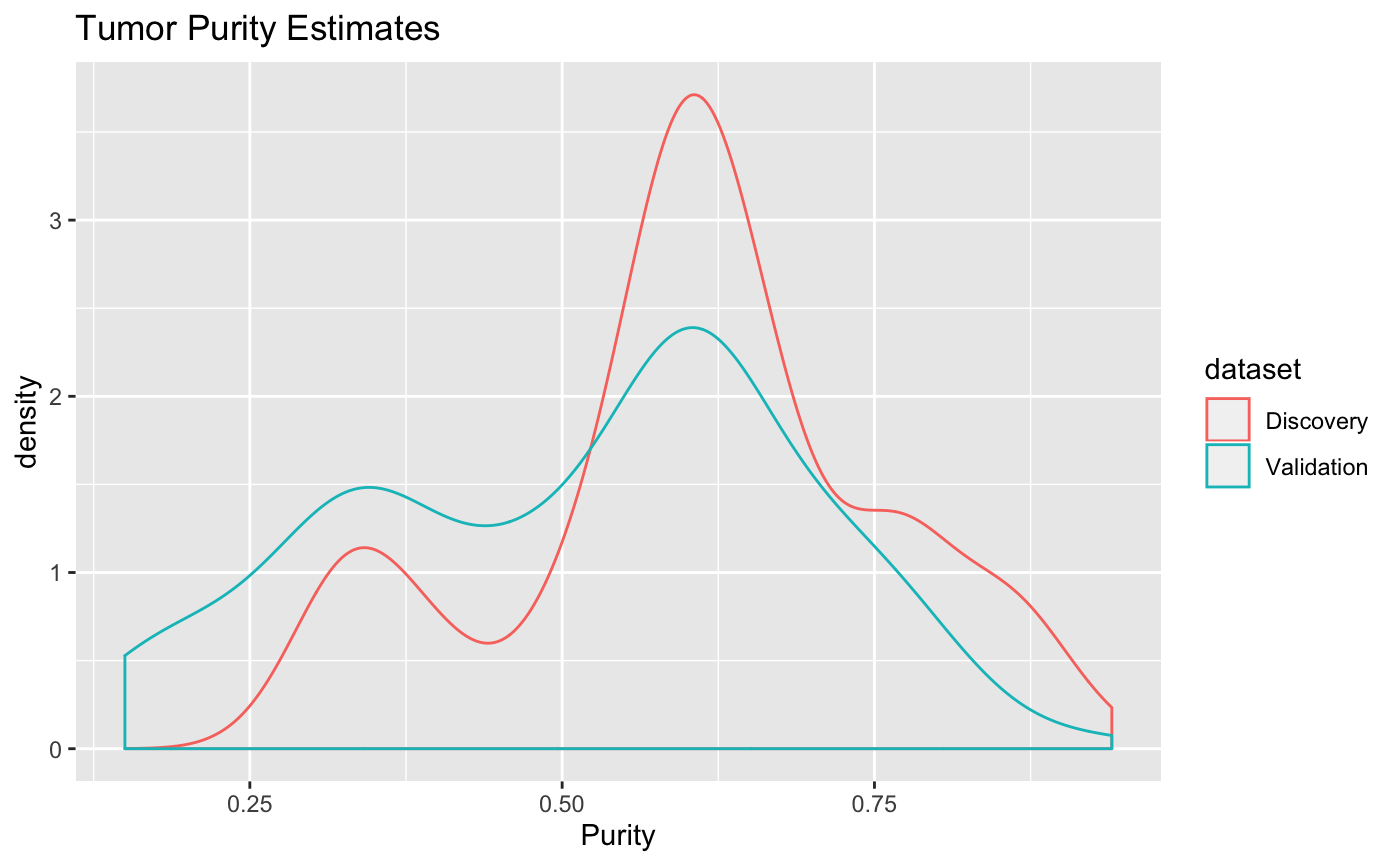 Tumor Purity Estimates
density
3
2
1
0
0.25 0.50 0.75
Purity
dataset
Discovery
Validation